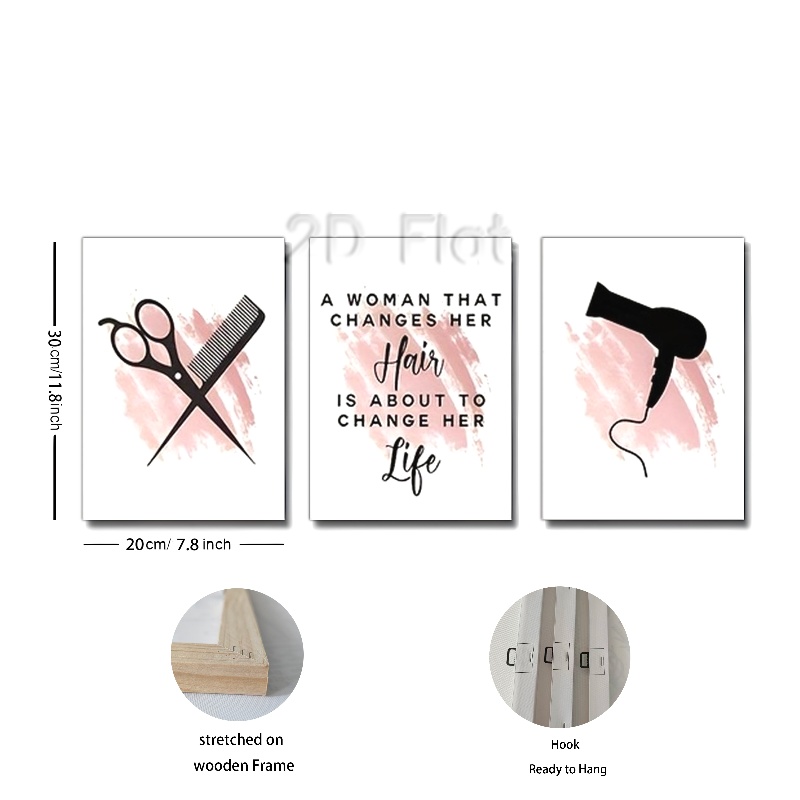 2D Flat
A WOMAN THAT
CHANGES HER
Hair
IS ABOUT TO
CHANGE HER
Life
30cm/11.8inch
20cm/ 7.8 inch
stretched on
wooden Frame
Hook
Ready to Hang